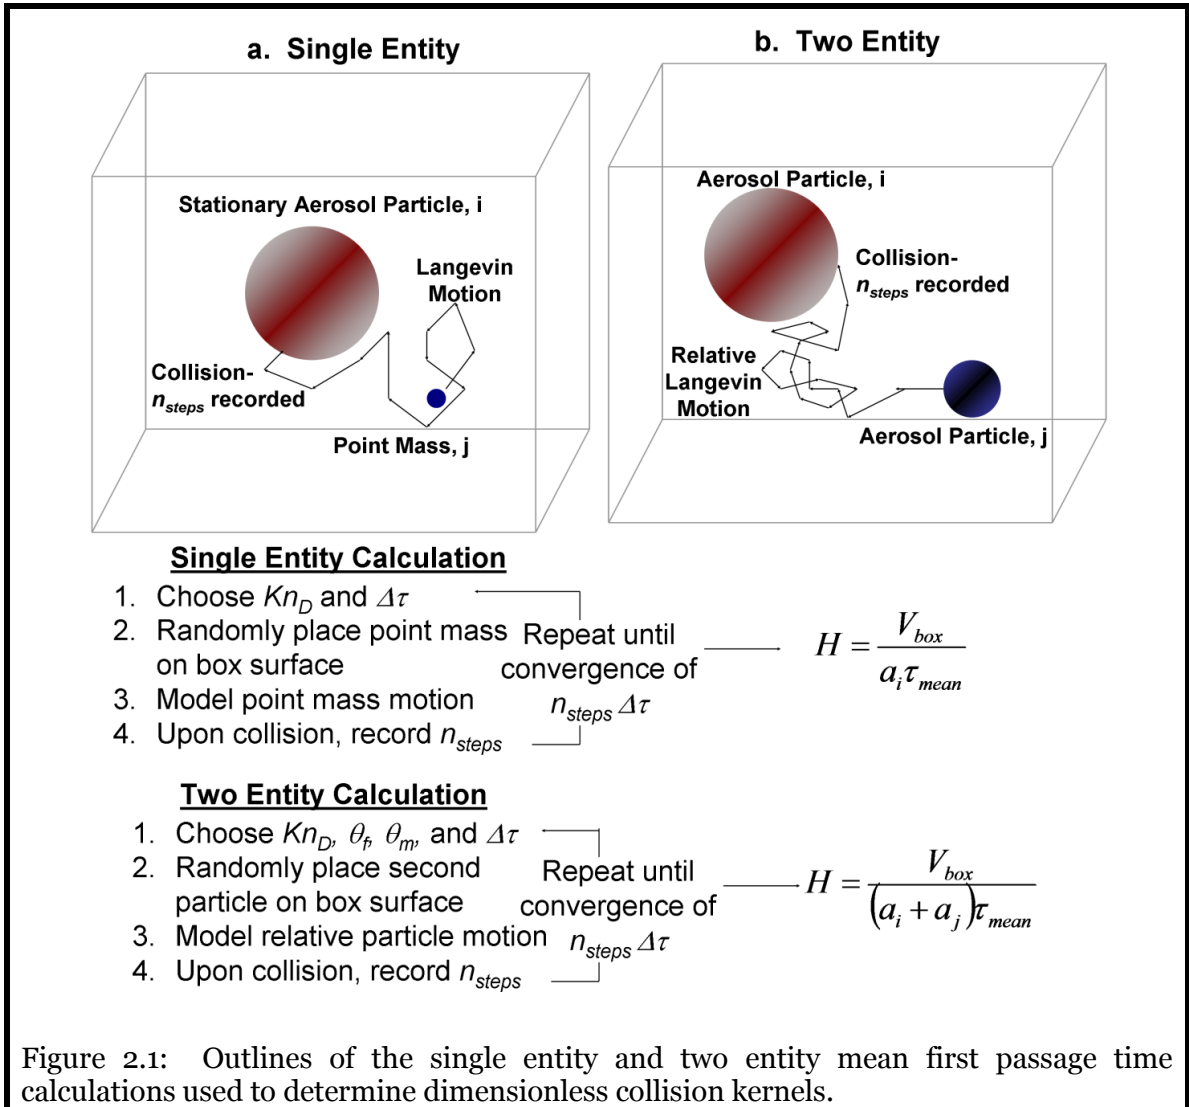 a. Single Entity
Stationary Aerosol Particle, i
Langevin
Motion
Collision-
n_steps recorded
Point Mass, j
b. Two Entity
Aerosol Particle, i
Collision-
n_steps recorded
Relative
Langevin
Motion
Aerosol Particle, j
Single Entity Calculation
1. Choose Kn_D and Δτ
2. Randomly place point mass
on box surface
3. Model point mass motion
4. Upon collision, record n_steps
Repeat until
convergence of
n_steps Δτ
H = V_box / a_i τ_mean
Two Entity Calculation
1. Choose Kn_D, θ_f, θ_m, and Δτ
2. Randomly place second
particle on box surface
3. Model relative particle motion
4. Upon collision, record n_steps
Repeat until
convergence of
n_steps Δτ
H = V_box / (a_i + a_j) τ_mean
Figure 2.1: Outlines of the single entity and two entity mean first passage time
calculations used to determine dimensionless collision kernels.